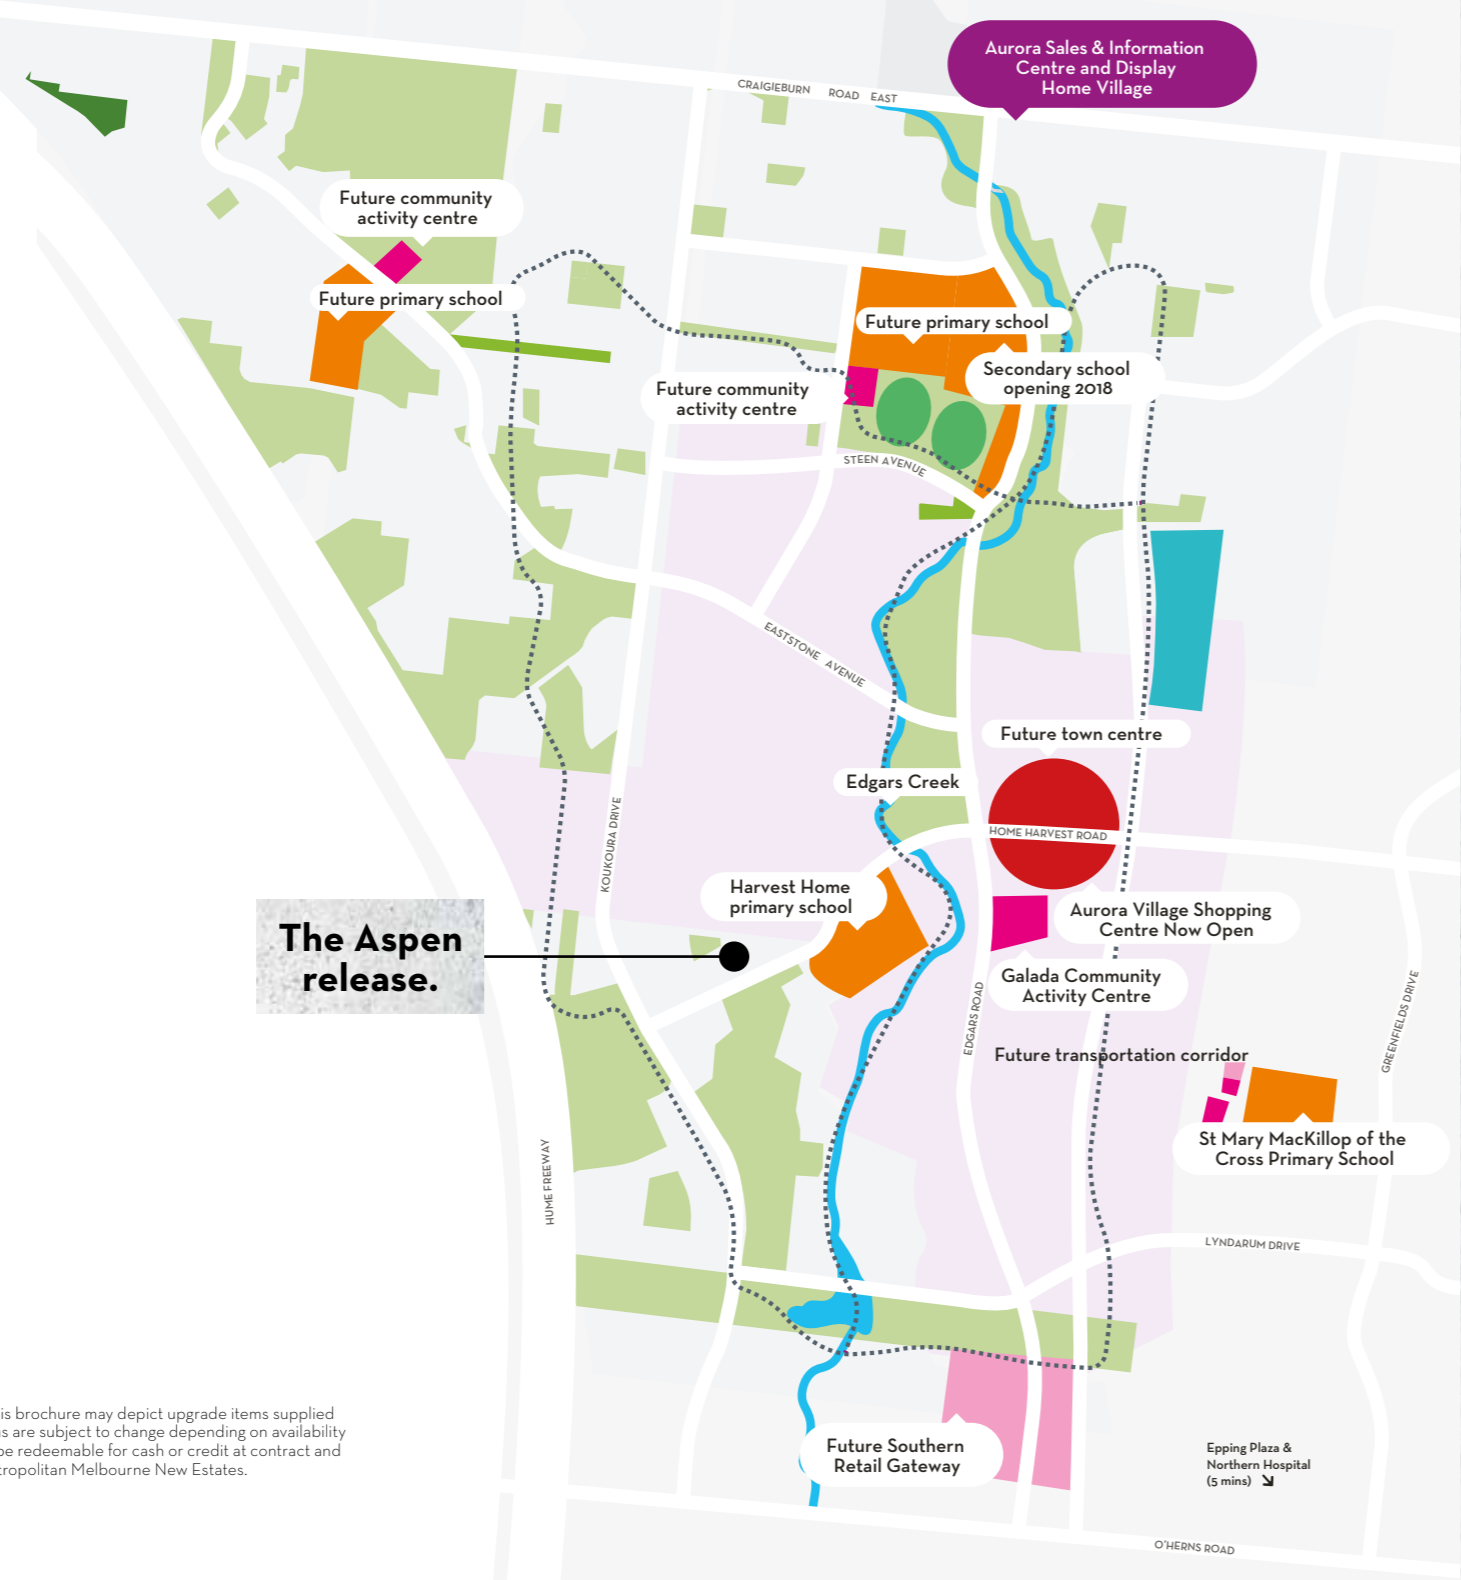 CRAIGIEBURN ROAD EAST
Aurora Sales & Information
Centre and Display
Home Village
Future community
activity centre
Future primary school
Future primary school
Secondary school
opening 2018
Future community
activity centre
STEEN AVENUE
EASTSTONE AVENUE
Future town centre
Edgars Creek
HOME HARVEST ROAD
KOUKOURA DRIVE
Harvest Home
primary school
The Aspen
release.
Aurora Village Shopping
Centre Now Open
Galada Community
Activity Centre
EDGARS ROAD
GREENFIELDS DRIVE
Future transportation corridor
St Mary MacKillop of the
Cross Primary School
HUME FREEWAY
LYNDARUM DRIVE
is brochure may depict upgrade items supplied
s are subject to change depending on availability
be redeemable for cash or credit at contract and
ropolitan Melbourne New Estates.
Future Southern
Retail Gateway
Epping Plaza &
Northern Hospital
(5 mins)
O'HERNS ROAD